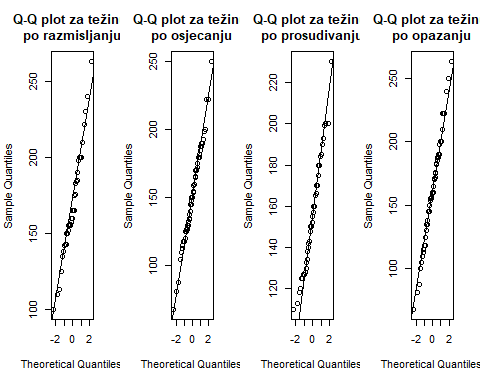 Q-Q plot za težin
po razmisljanju
Sample Quantiles
100
150
200
250
-2
0
2
Theoretical Quantiles
Q-Q plot za težin
po osjecanju
Sample Quantiles
100
150
200
250
-2
0
2
Theoretical Quantiles
Q-Q plot za težin
po prosudivanju
Sample Quantiles
120
140
160
180
200
220
-2
0
2
Theoretical Quantiles
Q-Q plot za težin
po opazanju
Sample Quantiles
100
150
200
250
-2
0
2
Theoretical Quantiles